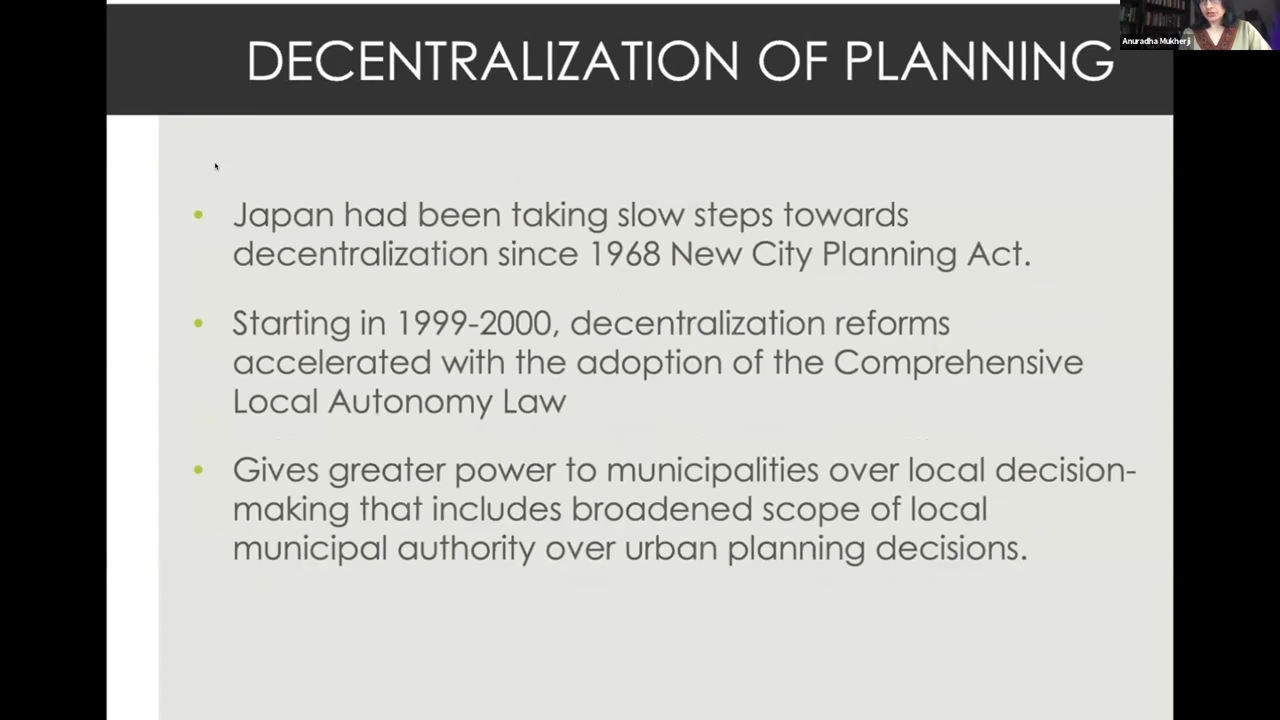 Anuradha Mukherji
DECENTRALIZATION OF PLANNING
• Japan had been taking slow steps towards
decentralization since 1968 New City Planning Act.
• Starting in 1999-2000, decentralization reforms
accelerated with the adoption of the Comprehensive
Local Autonomy Law
• Gives greater power to municipalities over local decision-
making that includes broadened scope of local
municipal authority over urban planning decisions.